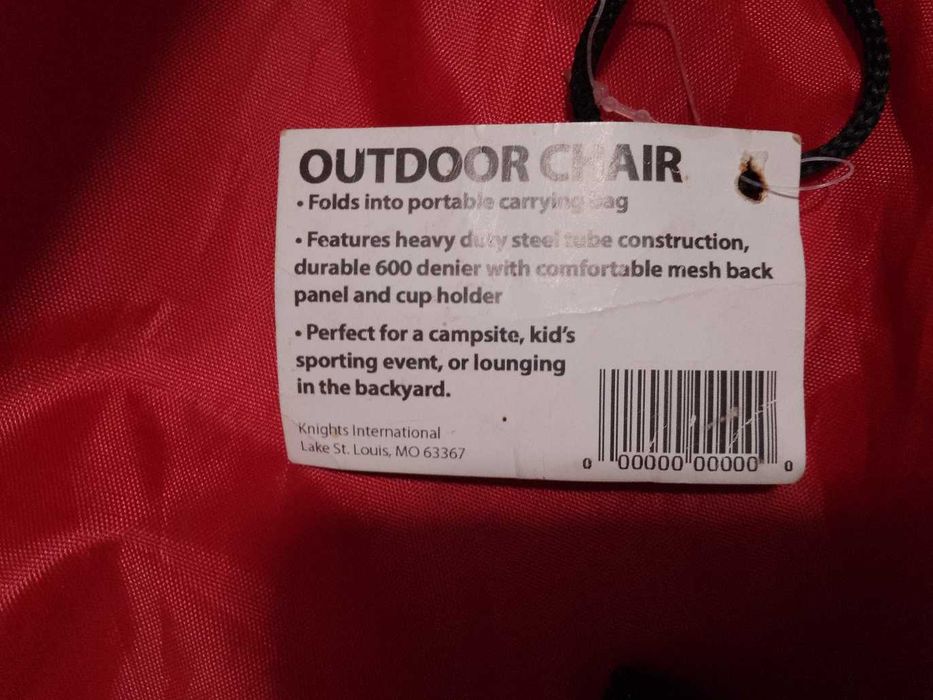 OUTDOOR CHAIR
• Folds into portable carrying bag
• Features heavy duty steel tube construction,
durable 600 denier with comfortable mesh back
panel and cup holder
• Perfect for a campsite, kid's
sporting event, or lounging
in the backyard.
Knights International
Lake St. Louis, MO 63367
0 00000 00000 0